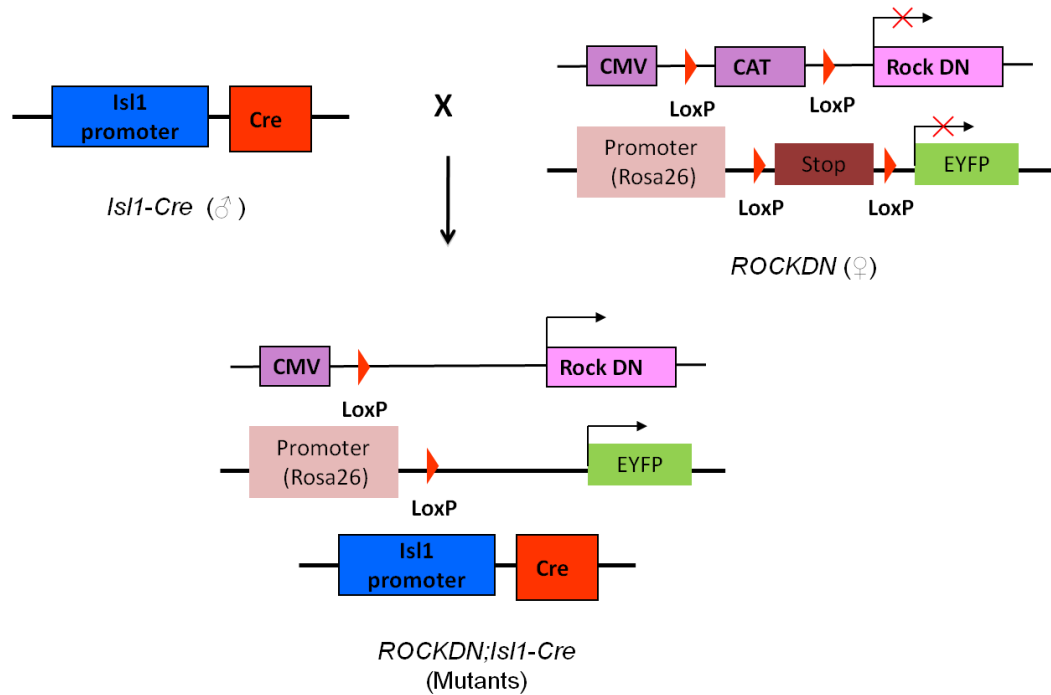 CMV
CAT
Rock DN
LoxP
LoxP
Isl1
promoter
Cre
X
Promoter
(Rosa26)
Stop
EYFP
LoxP
LoxP
Isl1-Cre (♂)
ROCKDN (♀)
CMV
Rock DN
LoxP
Promoter
(Rosa26)
EYFP
LoxP
Isl1
promoter
Cre
ROCKDN;Isl1-Cre
(Mutants)